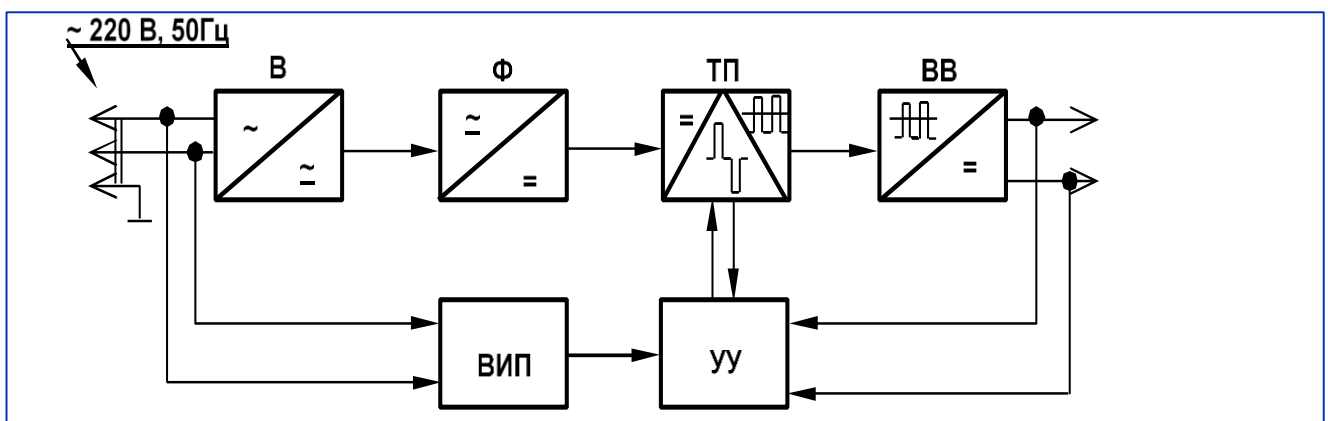 ~ 220 В, 50Гц
В
Ф
ТП
ВВ
~
~
~
=
=
=
ВИП
УУ